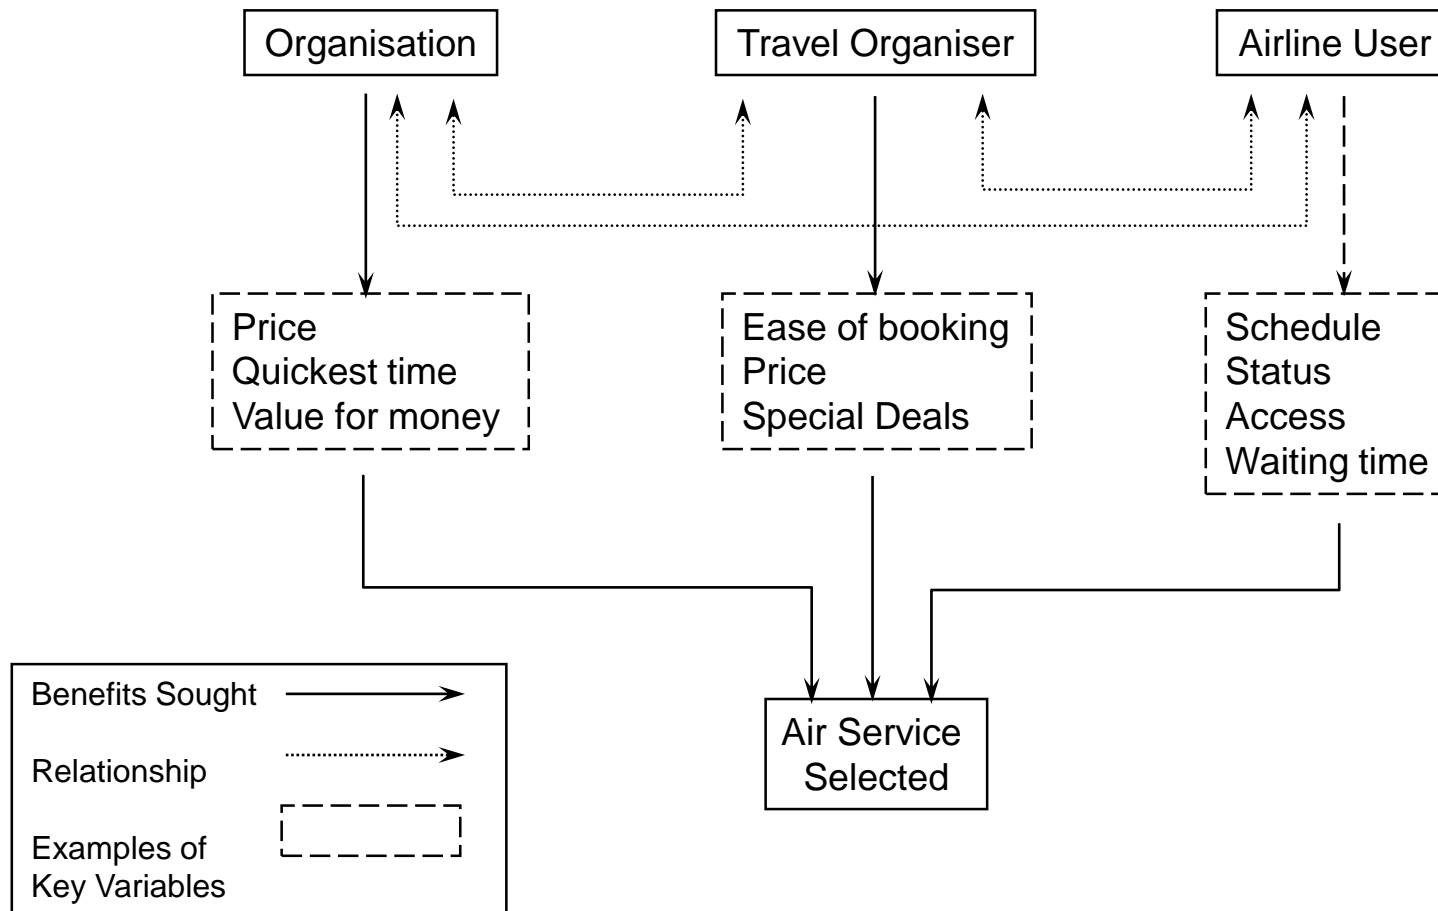 Organisation
Travel Organiser
Airline User
Price
Quickest time
Value for money
Ease of booking
Price
Special Deals
Schedule
Status
Access
Waiting time
Benefits Sought
Relationship
Examples of
Key Variables
Air Service
Selected